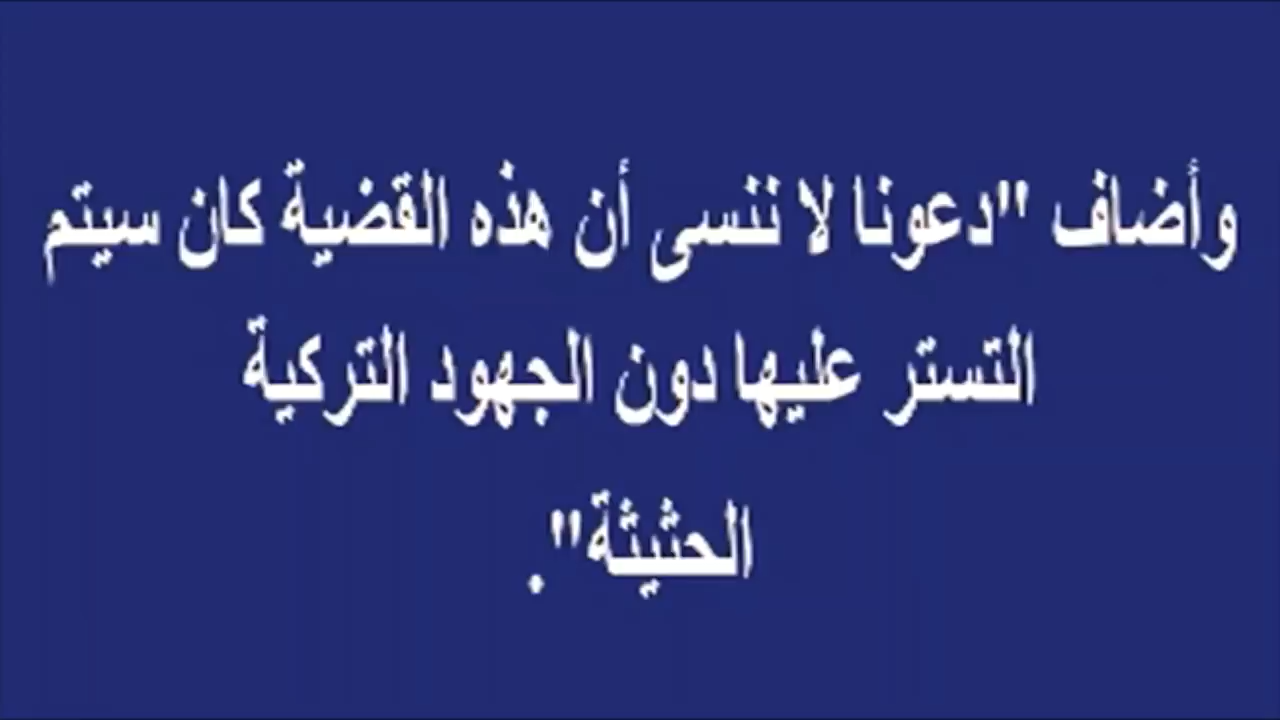 وأضاف "دعونا لا ننسى أن هذه القضية كان سيتم
التستر عليها دون الجهود التركية
الحثيثة".